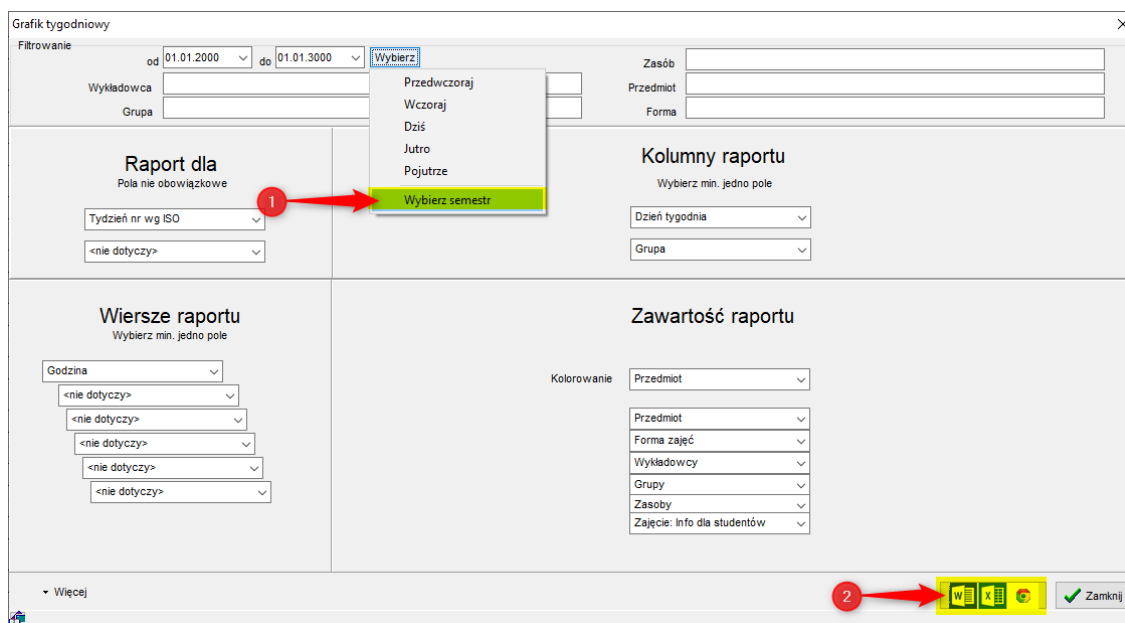 Grafik tygodniowy
Filtrowanie
od 01.01.2000 do 01.01.3000 Wybierz
Zasób
Wykładowca
Przedmiot
Grupa
Forma
Przedwczoraj
Wczoraj
Dziś
Jutro
Pojutrze
Wybierz semestr
1
Raport dla
Pola nie obowiązkowe
Tydzień nr wg ISO
<nie dotyczy>
Kolumny raportu
Wybierz min. jedno pole
Dzień tygodnia
Grupa
Wiersze raportu
Wybierz min. jedno pole
Godzina
<nie dotyczy>
<nie dotyczy>
<nie dotyczy>
<nie dotyczy>
<nie dotyczy>
Zawartość raportu
Kolorowanie Przedmiot
Przedmiot
Forma zajęć
Wykładowcy
Grupy
Zasoby
Zajęcie: Info dla studentów
Więcej
2
W X
Zamknij